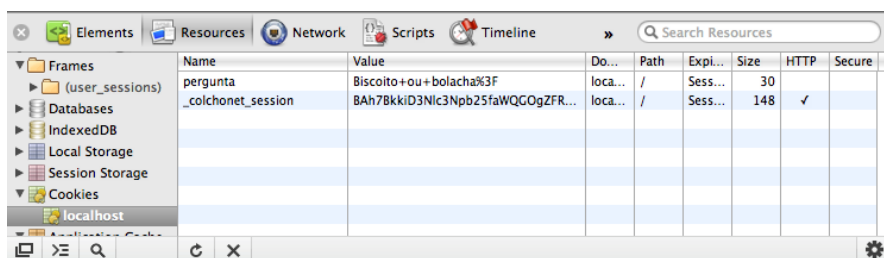 Elements Resources Network Scripts Timeline » Search Resources
Frames
(user_sessions)
Databases
IndexedDB
Local Storage
Session Storage
Cookies
localhost
Application Cache
Name Value Do... Path Expi... Size HTTP Secure
pergunta Biscoito+ou+bolacha%3F loca... / Sess... 30
_colchonet_session BAh7BkkiD3Nlc3Npb25faWQGOgZFR... loca... / Sess... 148 ✓